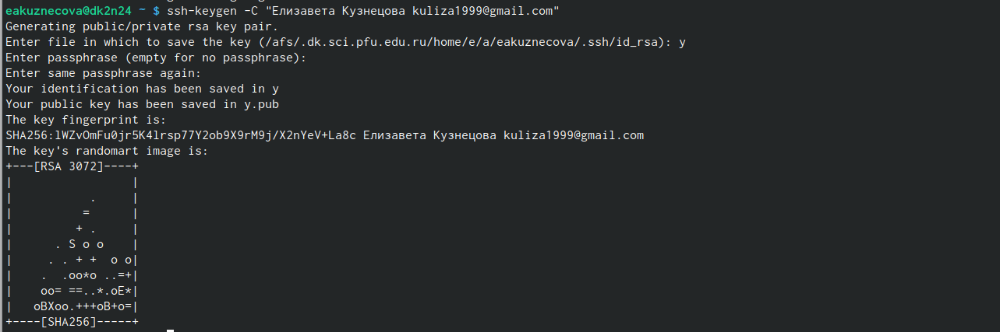 eakuznecova@dk2n24 ~ $ ssh-keygen -C "Елизавета Кузнецова kuliza1999@gmail.com"
Generating public/private rsa key pair.
Enter file in which to save the key (/afs/.dk.sci.pfu.edu.ru/home/e/a/eakuznecova/.ssh/id_rsa): y
Enter passphrase (empty for no passphrase):
Enter same passphrase again:
Your identification has been saved in y
Your public key has been saved in y.pub
The key fingerprint is:
SHA256:lWZvOmFu0jr5K4lrsp77Y2ob9X9rM9j/X2nYeV+La8c Елизавета Кузнецова kuliza1999@gmail.com
The key's randomart image is:
+---[RSA 3072]----+
|                 |
|           .     |
|          =      |
|         + .     |
|      . S o o    |
|     . . + +  o o|
|    .  .oo*o ..=+|
|    oo= ==..*.oE*|
|   oBXoo.+++oB+o=|
+----[SHA256]-----+